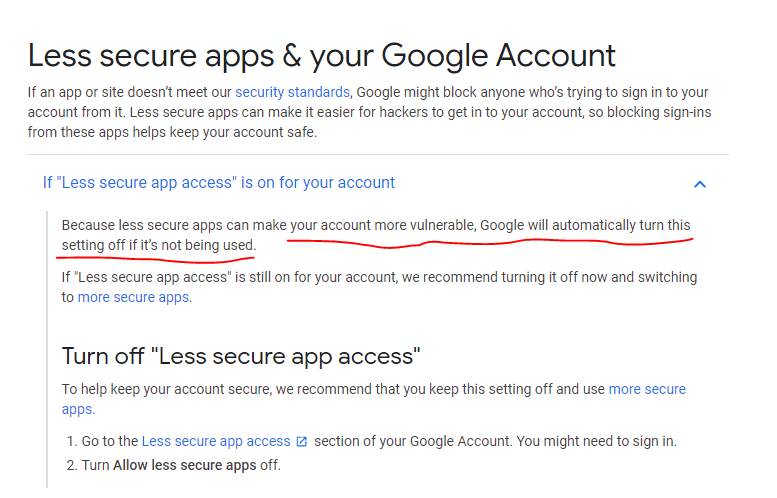 Less secure apps & your Google Account
If an app or site doesn't meet our security standards, Google might block anyone who's trying to sign in to your
account from it. Less secure apps can make it easier for hackers to get in to your account, so blocking sign-ins
from these apps helps keep your account safe.
If "Less secure app access" is on for your account
Because less secure apps can make your account more vulnerable, Google will automatically turn this
setting off if it's not being used.
If "Less secure app access" is still on for your account, we recommend turning it off now and switching
to more secure apps.
Turn off "Less secure app access"
To help keep your account secure, we recommend that you keep this setting off and use more secure
apps.
1. Go to the Less secure app access section of your Google Account. You might need to sign in.
2. Turn Allow less secure apps off.